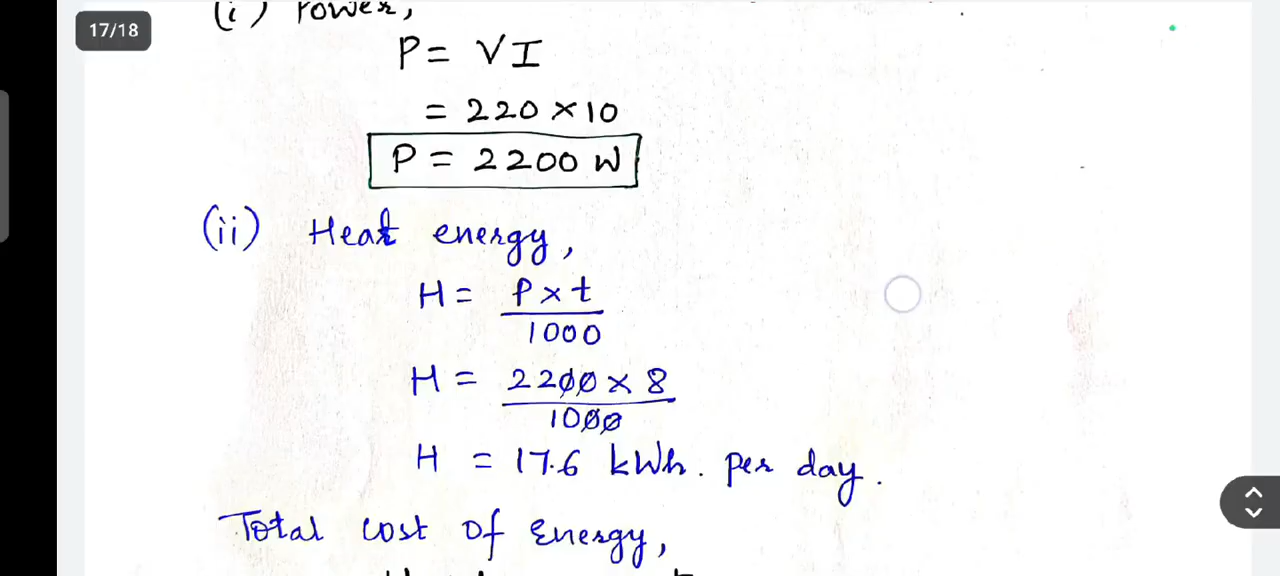 17/18
(i) Power,
P = VI
= 220 × 10
P = 2200 W
(ii) Heat energy,
H = P × t
1000
H = 2200 × 8
1000
H = 17.6 kWh. per day.
Total cost of Energy,